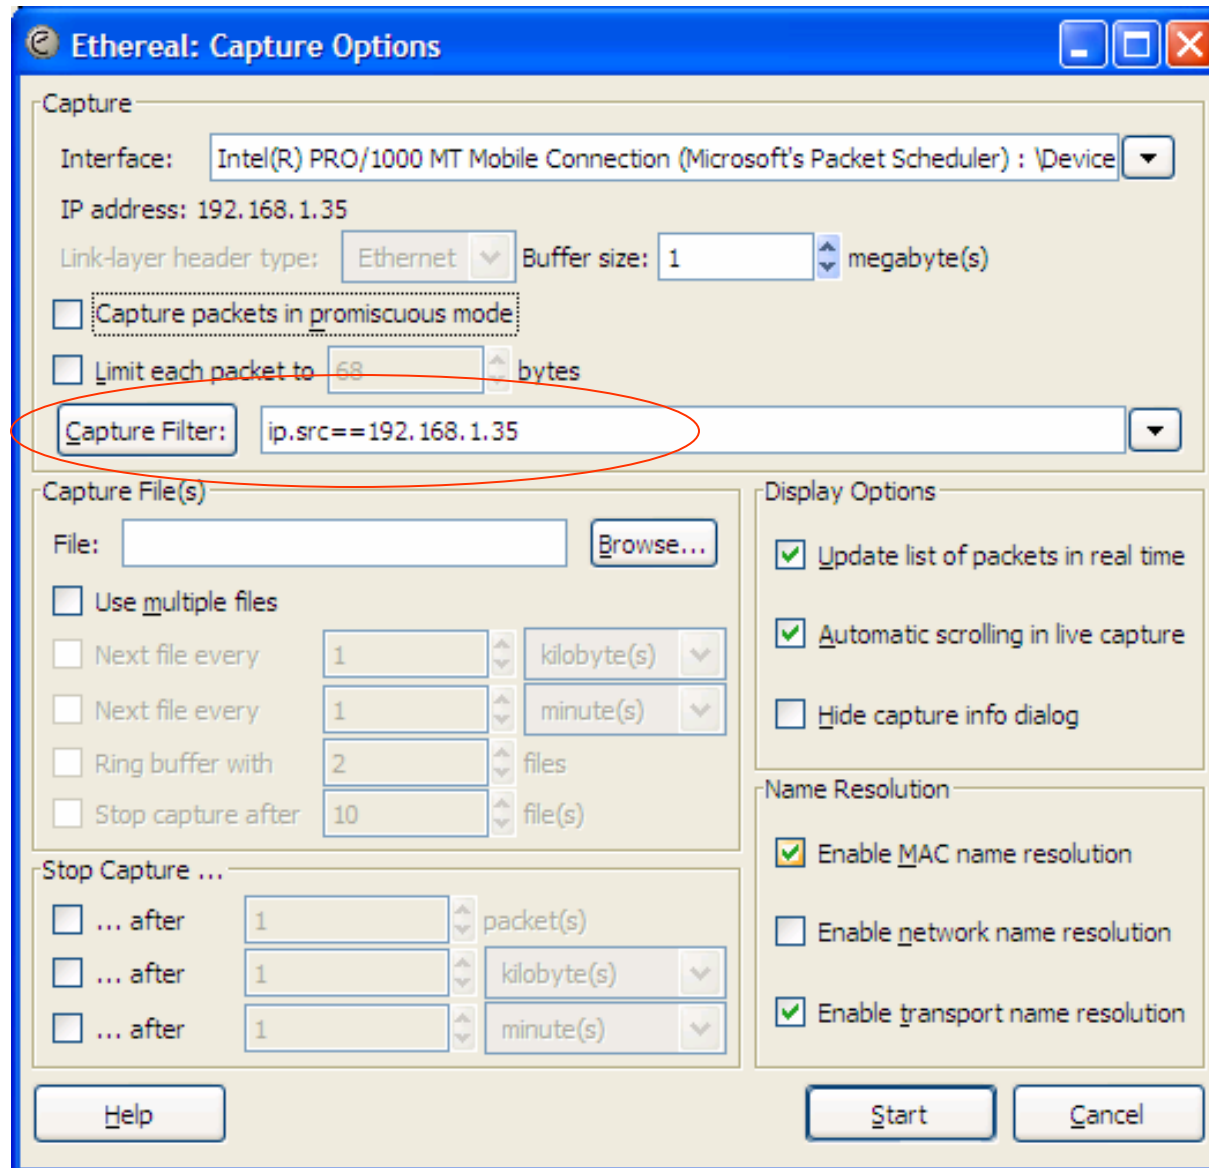 Ethereal: Capture Options
Capture
Interface: Intel(R) PRO/1000 MT Mobile Connection (Microsoft's Packet Scheduler) : \Device
IP address: 192.168.1.35
Link-layer header type: Ethernet Buffer size: 1 megabyte(s)
Capture packets in promiscuous mode
Limit each packet to 68 bytes
Capture Filter: ip.src==192.168.1.35
Capture File(s)
File: Browse...
Use multiple files
Next file every 1 kilobyte(s)
Next file every 1 minute(s)
Ring buffer with 2 files
Stop capture after 10 file(s)
Stop Capture ...
... after 1 packet(s)
... after 1 kilobyte(s)
... after 1 minute(s)
Display Options
Update list of packets in real time
Automatic scrolling in live capture
Hide capture info dialog
Name Resolution
Enable MAC name resolution
Enable network name resolution
Enable transport name resolution
Help Start Cancel